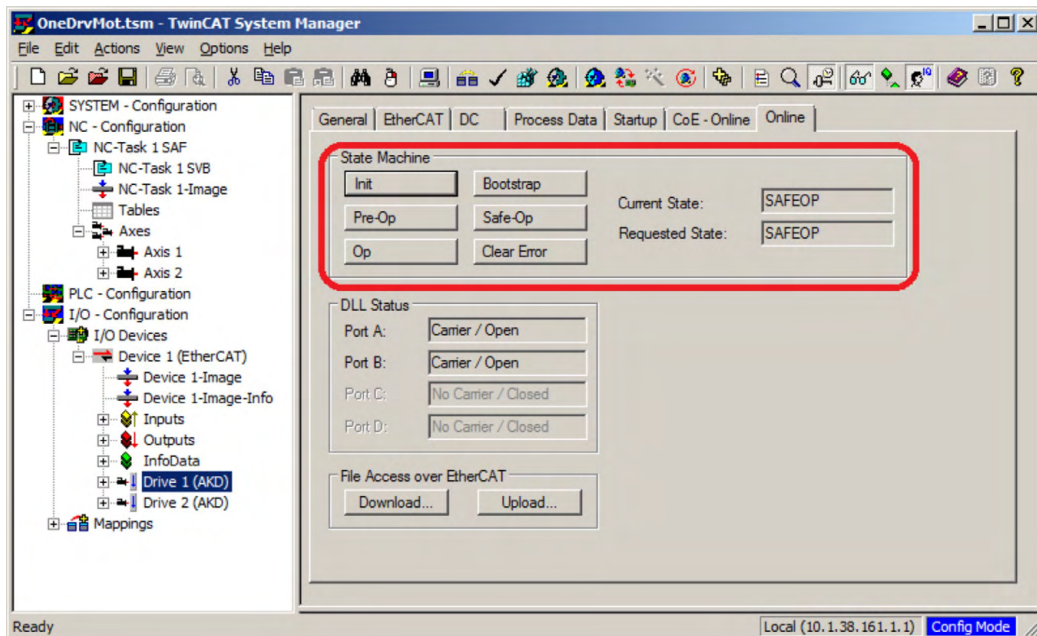 OneDrvMot.tsm - TwinCAT System Manager
File Edit Actions View Options Help
SYSTEM - Configuration
NC - Configuration
NC-Task 1 SAF
NC-Task 1 SVB
NC-Task 1-Image
Tables
Axes
Axis 1
Axis 2
PLC - Configuration
I/O - Configuration
I/O Devices
Device 1 (EtherCAT)
Device 1-Image
Device 1-Image-Info
Inputs
Outputs
InfoData
Drive 1 (AKD)
Drive 2 (AKD)
Mappings
General EtherCAT DC Process Data Startup CoE - Online Online
State Machine
Init Bootstrap
Pre-Op Safe-Op
Op Clear Error
Current State: SAFEOP
Requested State: SAFEOP
DLL Status
Port A: Carrier / Open
Port B: Carrier / Open
Port C: No Carrier / Closed
Port D: No Carrier / Closed
File Access over EtherCAT
Download... Upload...
Ready Local (10.1.38.161.1.1) Config Mode